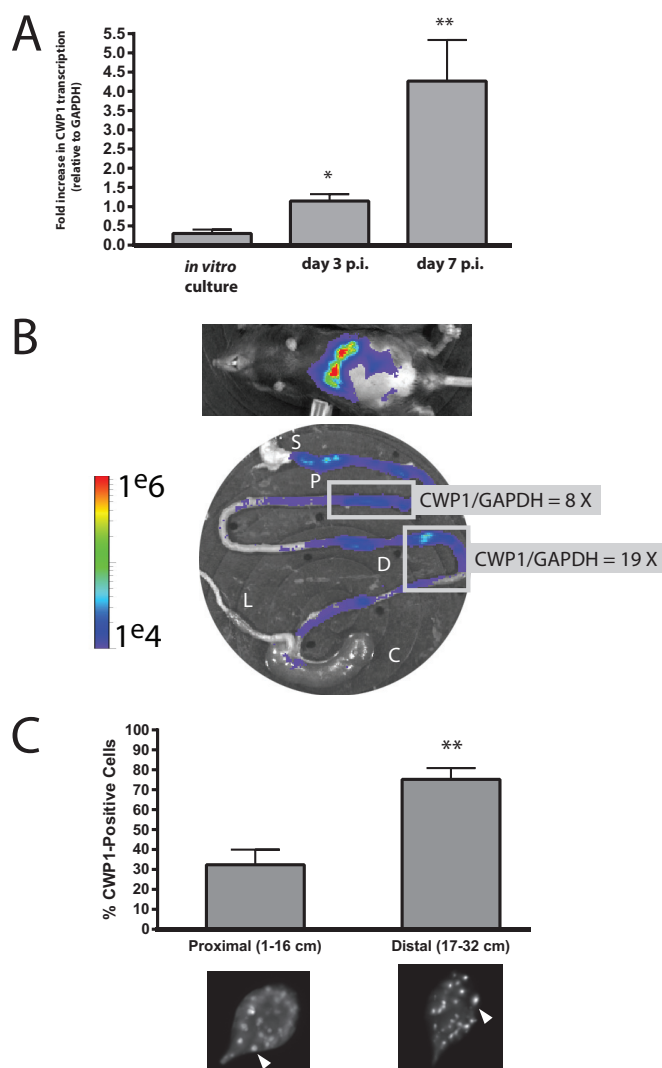 A
Fold increase in CWP1 transcription
(relative to GAPDH)
5.5
5.0
4.5
4.0
3.5
3.0
2.5
2.0
1.5
1.0
0.5
0.0
*
**
in vitro
culture
day 3 p.i.
day 7 p.i.
B
1e6
1e4
S
P
CWP1/GAPDH = 8 X
D
CWP1/GAPDH = 19 X
L
C
C
% CWP1-Positive Cells
100
90
80
70
60
50
40
30
20
10
0
**
Proximal (1-16 cm)
Distal (17-32 cm)